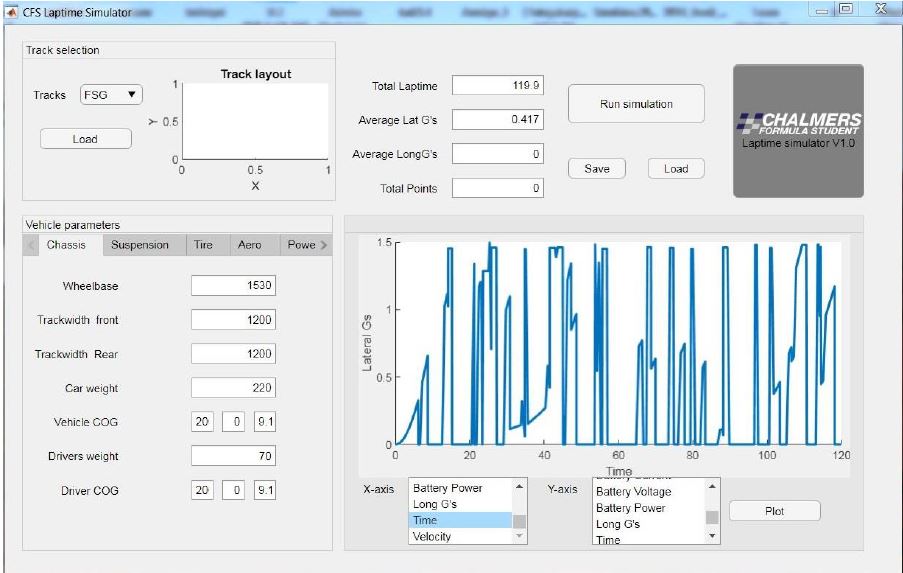 CFS Laptime Simulator
Track selection
Tracks FSG
Load
Track layout
1
0.5
0
Y
0 0.5 1
X
Total Laptime 119.9
Average Lat G's 0.417
Average LongG's 0
Total Points 0
Run simulation
Save Load
CHALMERS
FORMULA STUDENT
Laptime simulator V1.0
Vehicle parameters
Chassis Suspension Tire Aero Powe
Wheelbase 1530
Trackwidth front 1200
Trackwidth Rear 1200
Car weight 220
Vehicle COG 20 0 9.1
Drivers weight 70
Driver COG 20 0 9.1
1.5
1
0.5
0
Lateral Gs
0 20 40 60 80 100 120
Time
X-axis
Battery Power
Long G's
Time
Velocity
Y-axis
Battery Current
Battery Voltage
Battery Power
Long G's
Time
Plot